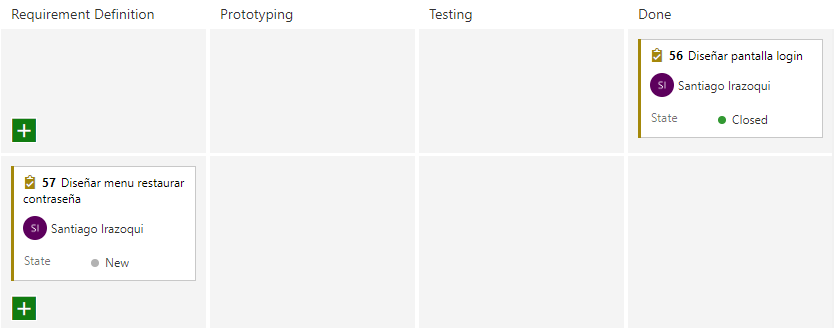 Requirement Definition
Prototyping
Testing
Done
56 Diseñar pantalla login
SI Santiago Irazoqui
State Closed
57 Diseñar menu restaurar
contraseña
SI Santiago Irazoqui
State New